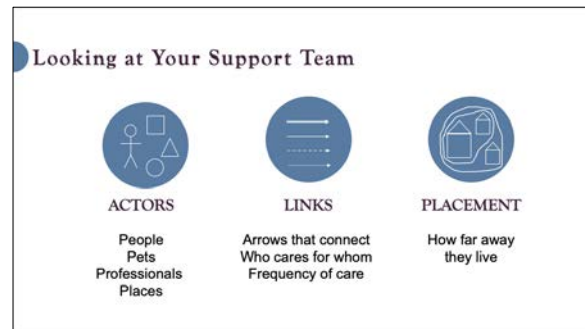 Looking at Your Support Team
ACTORS
People
Pets
Professionals
Places
LINKS
Arrows that connect
Who cares for whom
Frequency of care
PLACEMENT
How far away
they live